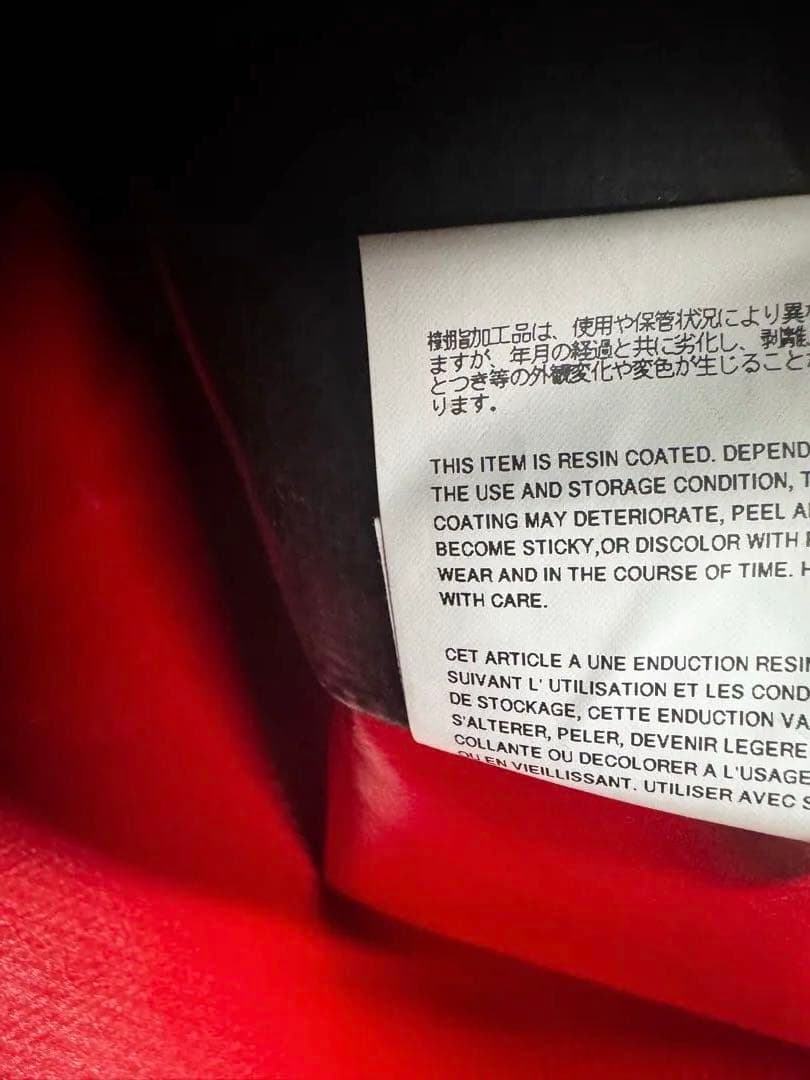 樹脂加工品は、使用や保管状況により異
ますが、年月の経過と共に劣化し、剥離、
とつき等の外観変化や変色が生じること
ります。
THIS ITEM IS RESIN COATED. DEPEND
THE USE AND STORAGE CONDITION, T
COATING MAY DETERIORATE, PEEL A
BECOME STICKY,OR DISCOLOR WITH
WEAR AND IN THE COURSE OF TIME. H
WITH CARE.
CET ARTICLE A UNE ENDUCTION RESI
SUIVANT L' UTILISATION ET LES COND
DE STOCKAGE, CETTE ENDUCTION VA
S'ALTERER, PELER, DEVENIR LEGERE
COLLANTE OU DECOLORER A L'USAGE
OU EN VIEILLISSANT. UTILISER AVEC S